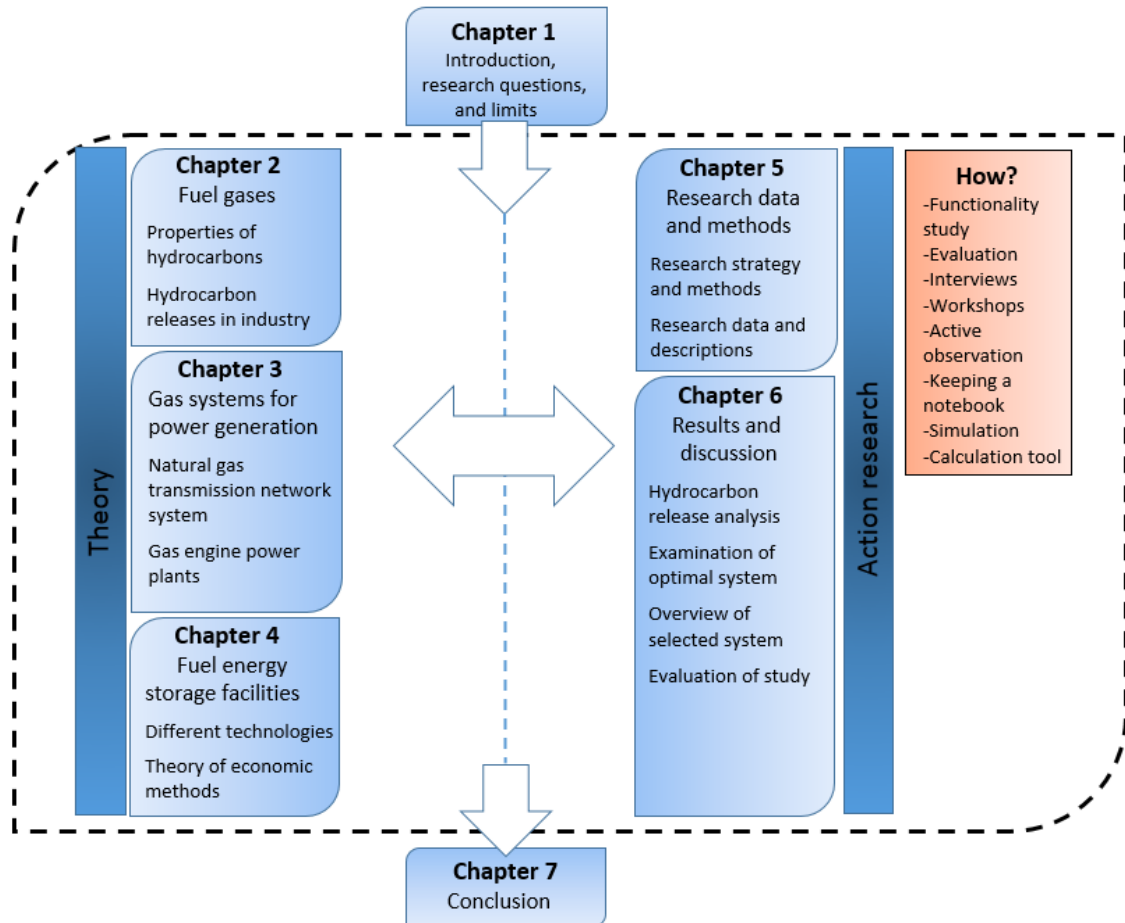 Chapter 1
Introduction,
research questions,
and limits
Theory
Chapter 2
Fuel gases
Properties of
hydrocarbons
Hydrocarbon
releases in industry
Chapter 3
Gas systems for
power generation
Natural gas
transmission network
system
Gas engine power
plants
Chapter 4
Fuel energy
storage facilities
Different technologies
Theory of economic
methods
Chapter 5
Research data
and methods
Research strategy
and methods
Research data and
descriptions
Chapter 6
Results and
discussion
Hydrocarbon
release analysis
Examination of
optimal system
Overview of
selected system
Evaluation of study
Action research
How?
-Functionality
study
-Evaluation
-Interviews
-Workshops
-Active
observation
-Keeping a
notebook
-Simulation
-Calculation tool
Chapter 7
Conclusion